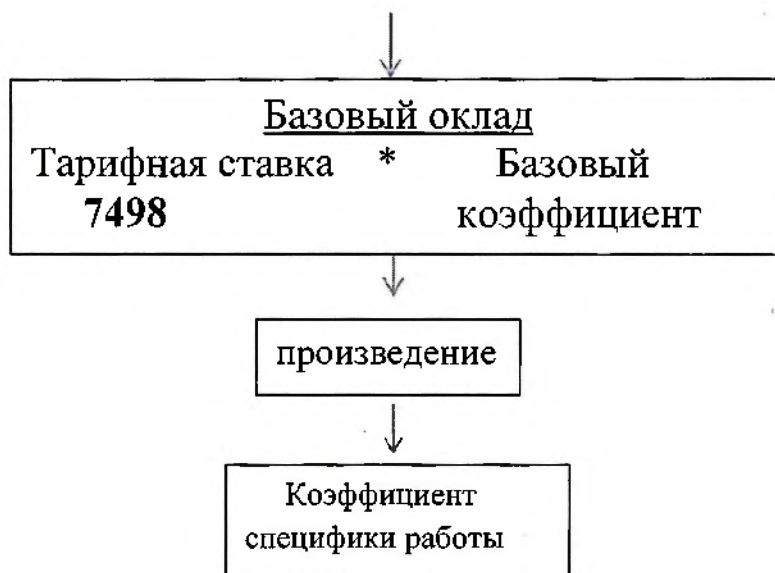 Базовый оклад
Тарифная ставка * Базовый
7498 коэффициент
произведение
Коэффициент
специфики работы